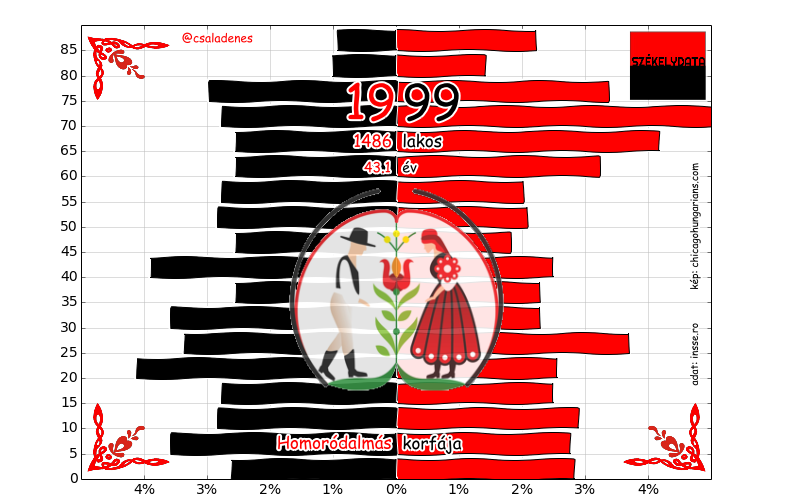 @csaladenes
SZÉKELYDATA
1999
1486 lakos
43.1 év
kép: chicagohungarians.com
adat: insse.ro
Homoródalmás korfája
85
80
75
70
65
60
55
50
45
40
35
30
25
20
15
10
5
0
4% 3% 2% 1% 0% 1% 2% 3% 4%